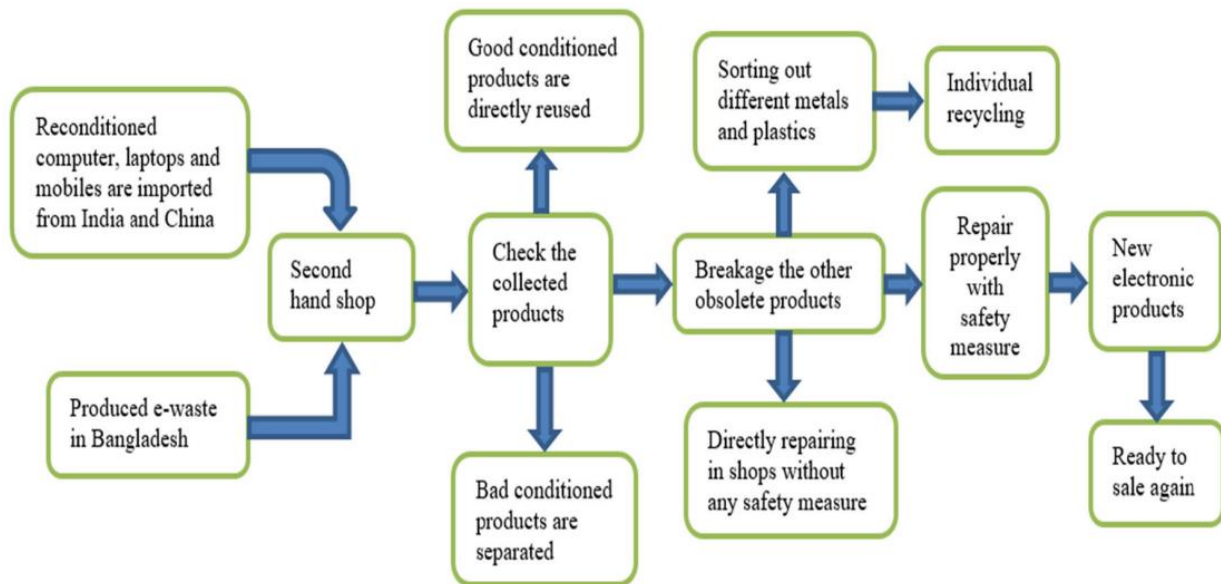 Reconditioned
computer, laptops and
mobiles are imported
from India and China
Produced e-waste
in Bangladesh
Second
hand shop
Good conditioned
products are
directly reused
Check the
collected
products
Bad conditioned
products are
separated
Sorting out
different metals
and plastics
Individual
recycling
Breakage the other
obsolete products
Directly repairing
in shops without
any safety measure
Repair
properly
with
safety
measure
New
electronic
products
Ready to
sale again